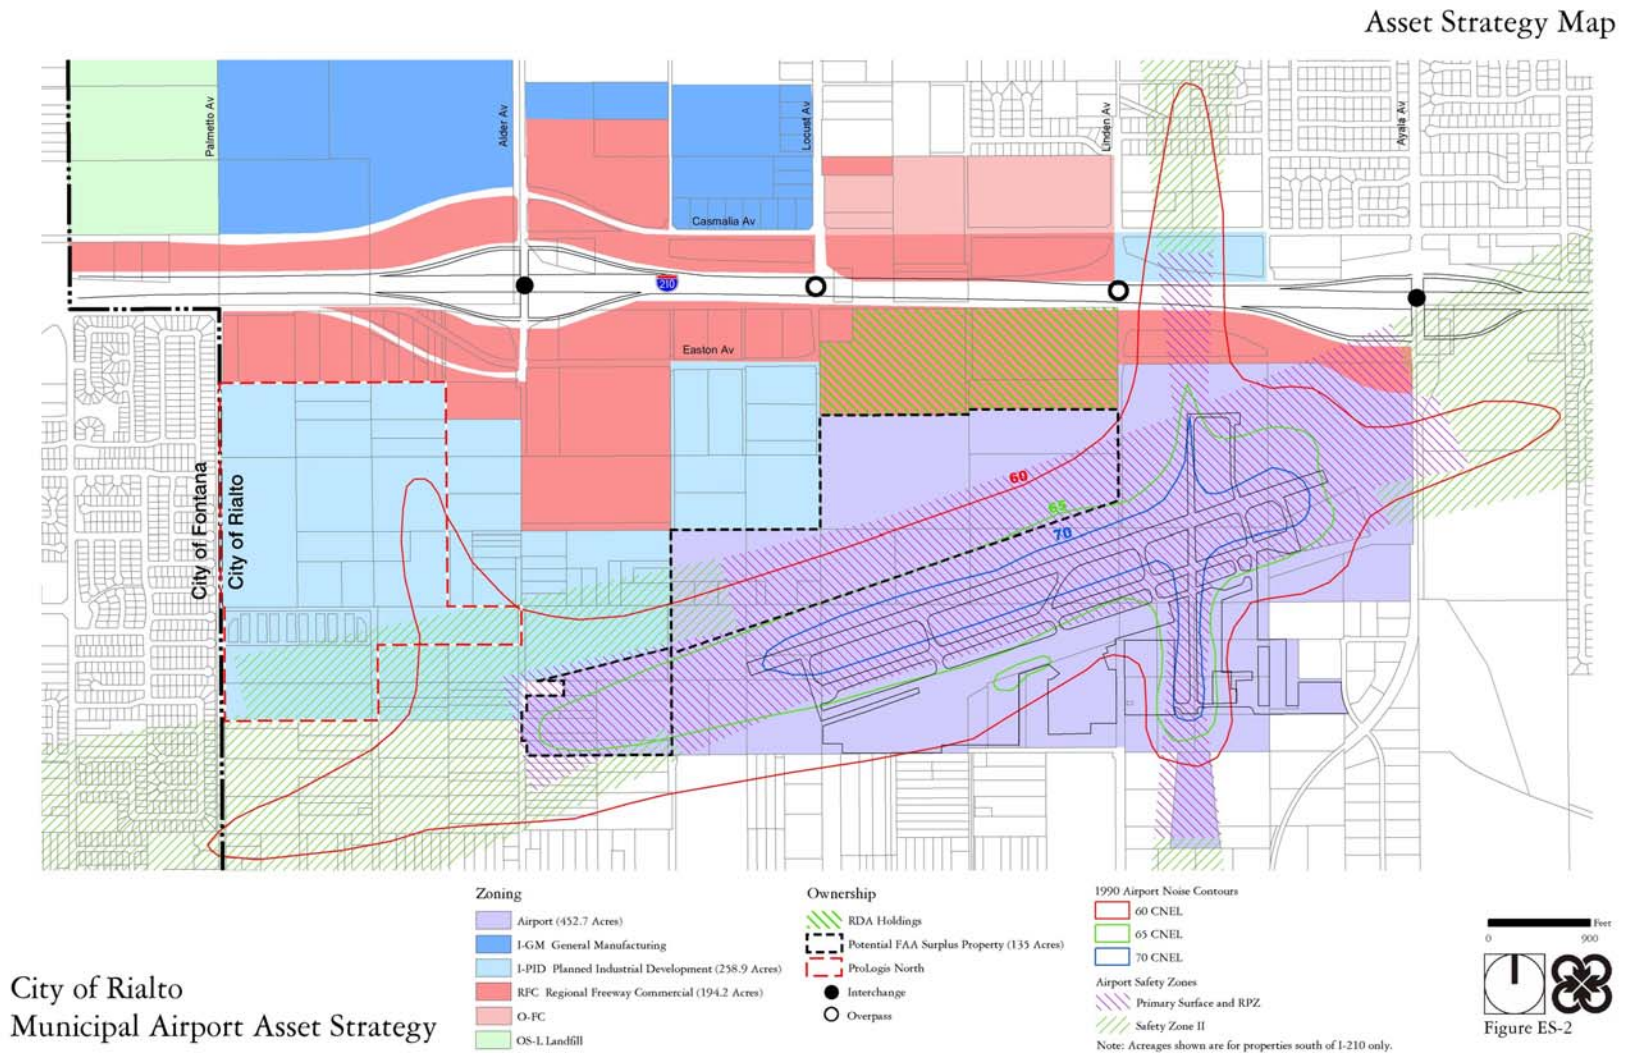 Asset Strategy Map
Palmetto Av
Alder Av
Locust Av
Linden Av
Ayala Av
Casmalia Av
210
Easton Av
City of Fontana
City of Rialto
60
65
70
Zoning
Airport (452.7 Acres)
I-GM General Manufacturing
I-PID Planned Industrial Development (258.9 Acres)
RFC Regional Freeway Commercial (194.2 Acres)
O-FC
OS-L Landfill
Ownership
RDA Holdings
Potential FAA Surplus Property (135 Acres)
ProLogis North
Interchange
Overpass
1990 Airport Noise Contours
60 CNEL
65 CNEL
70 CNEL
Airport Safety Zones
Primary Surface and RPZ
Safety Zone II
Note: Acreages shown are for properties south of I-210 only.
Feet
0 900
Figure ES-2
City of Rialto
Municipal Airport Asset Strategy